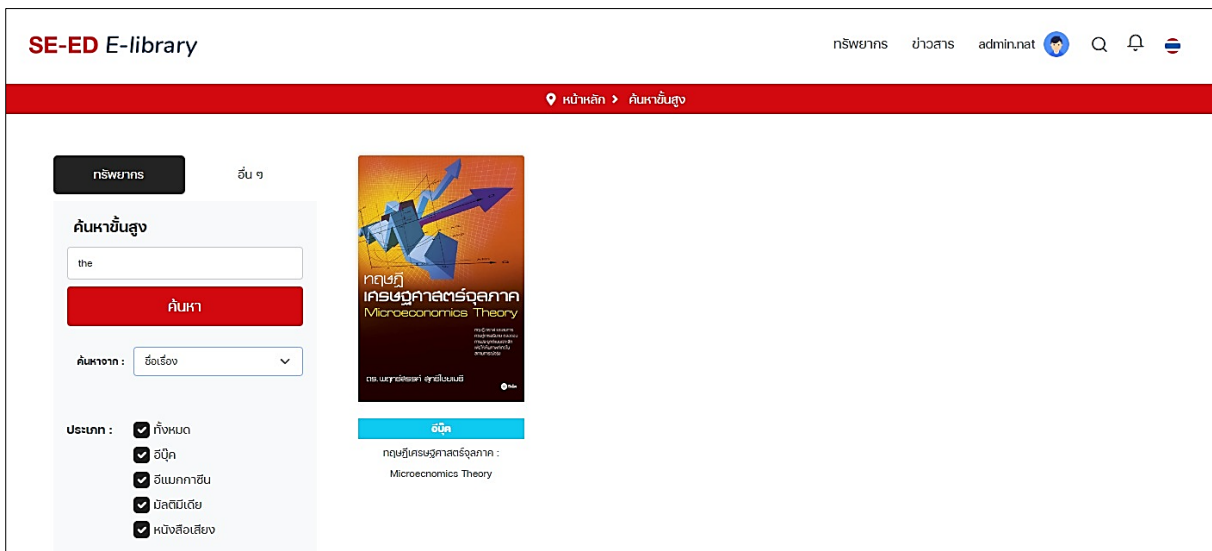 SE-ED E-library
ทรัพยากร ข่าวสาร admin.nat
หน้าหลัก > ค้นหาขั้นสูง
ทรัพยากร อื่น ๆ
ค้นหาขั้นสูง
the
ค้นหา
ค้นหาจาก : ชื่อเรื่อง
ประเภท : ทั้งหมด
อีบุ๊ค
อีแมกกาซีน
มัลติมีเดีย
หนังสือเสียง
ทฤษฎี
เศรษฐศาสตร์จุลภาค
Microeconomics Theory
อีบุ๊ค
ทฤษฎีเศรษฐศาสตร์จุลภาค :
Microecnomics Theory